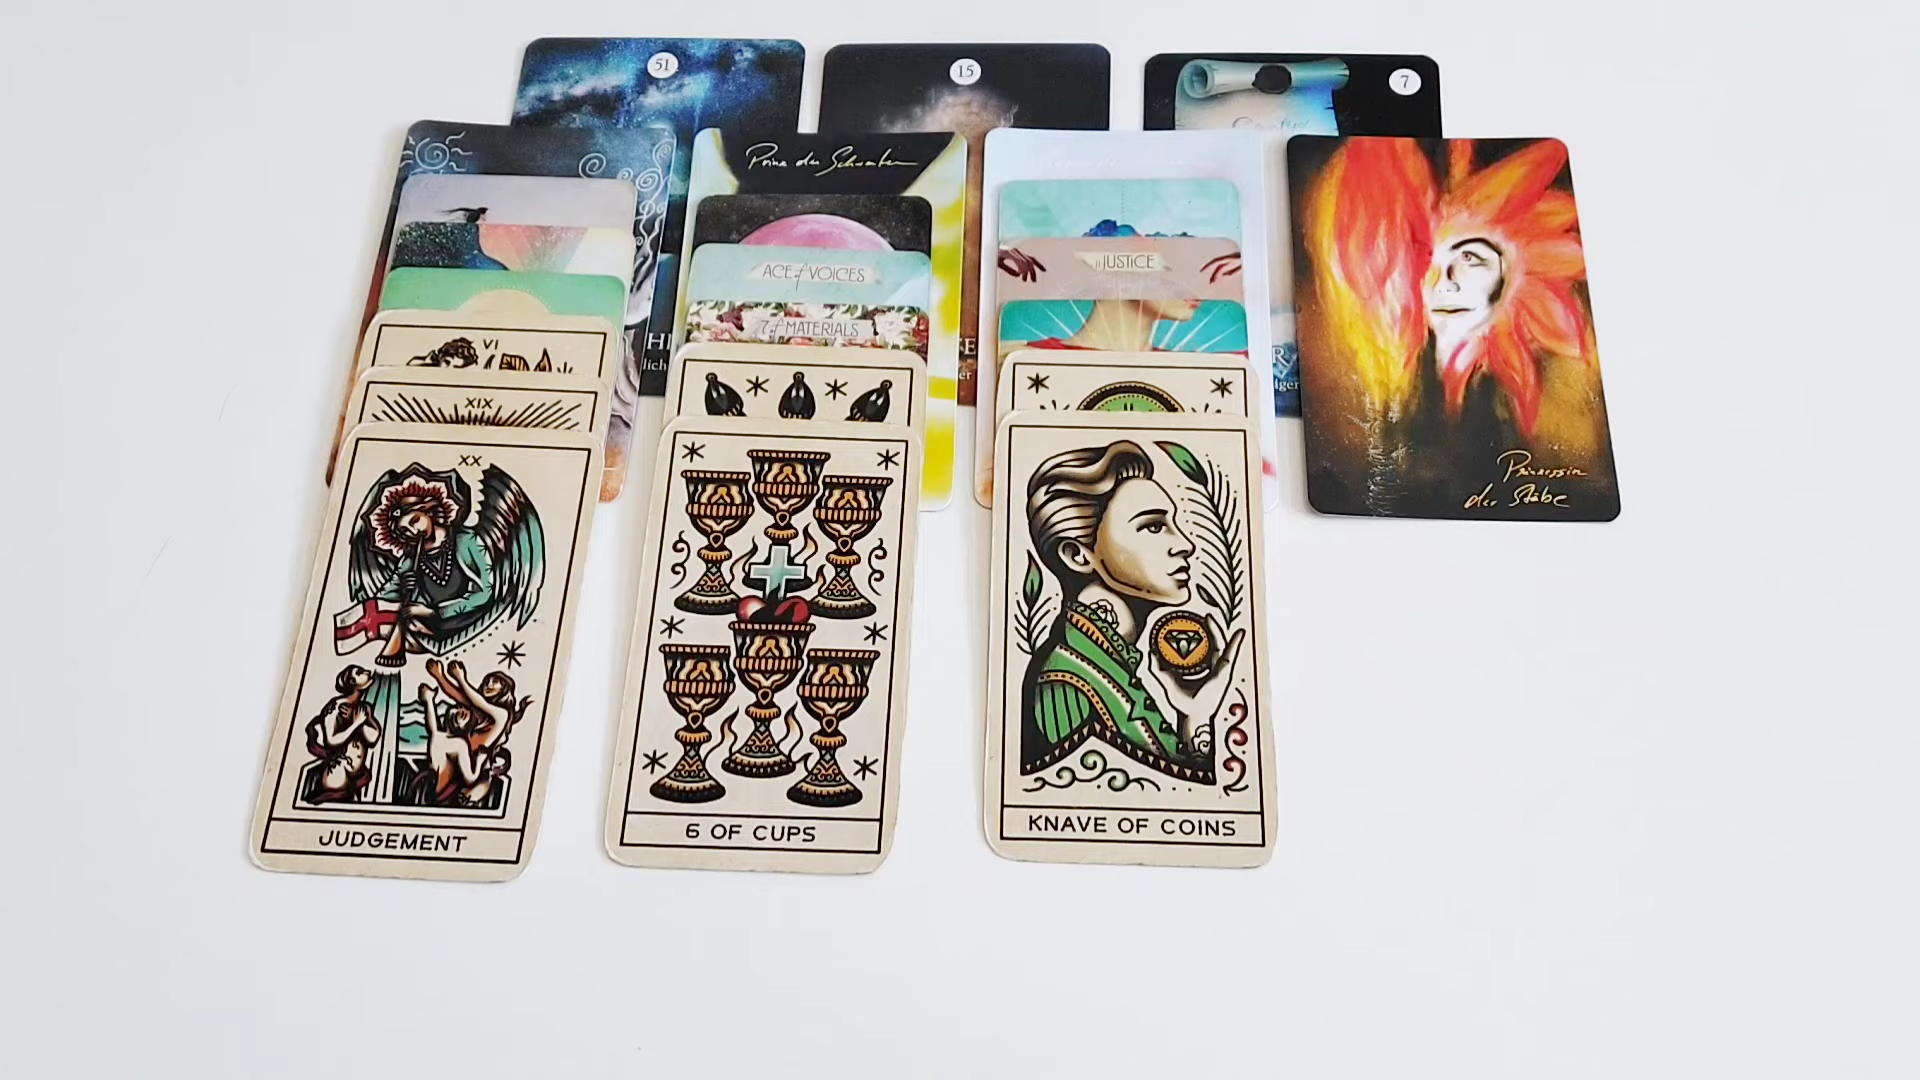 51
15
7
Prinz der Schwerter
ACE of VOICES
11 JUSTICE
7 of MATERIALS
VI
XIX
XX
Prinzessin
der Stäbe
JUDGEMENT
6 OF CUPS
KNAVE OF COINS